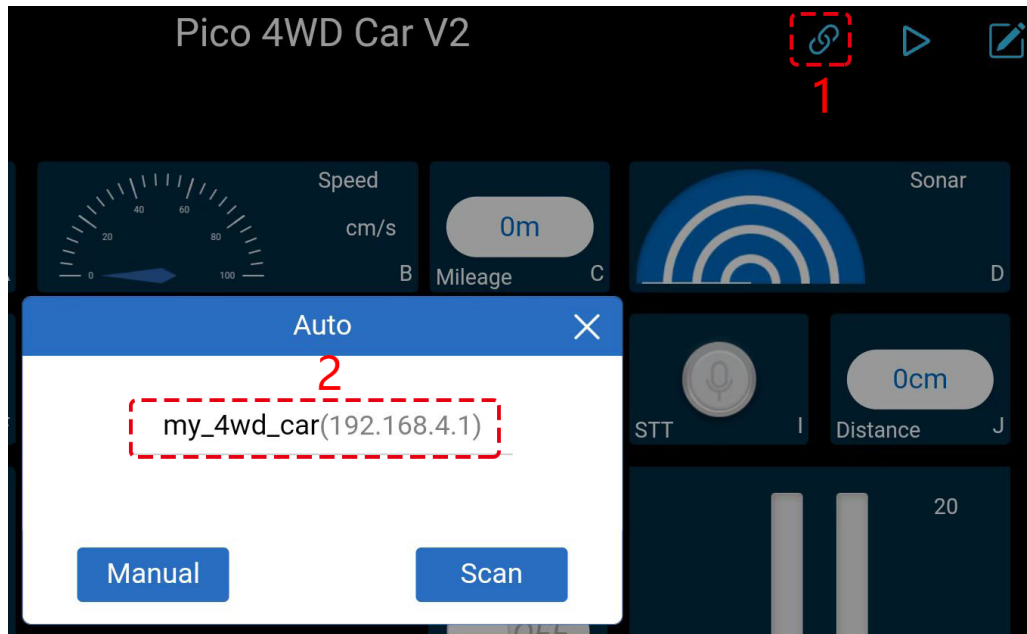 Pico 4WD Car V2
1
Speed
40 60
20 80
0 100
cm/s
B
0m
Mileage C
Sonar
D
Auto
2
my_4wd_car(192.168.4.1)
Manual Scan
STT I
0cm
Distance J
20
OFF